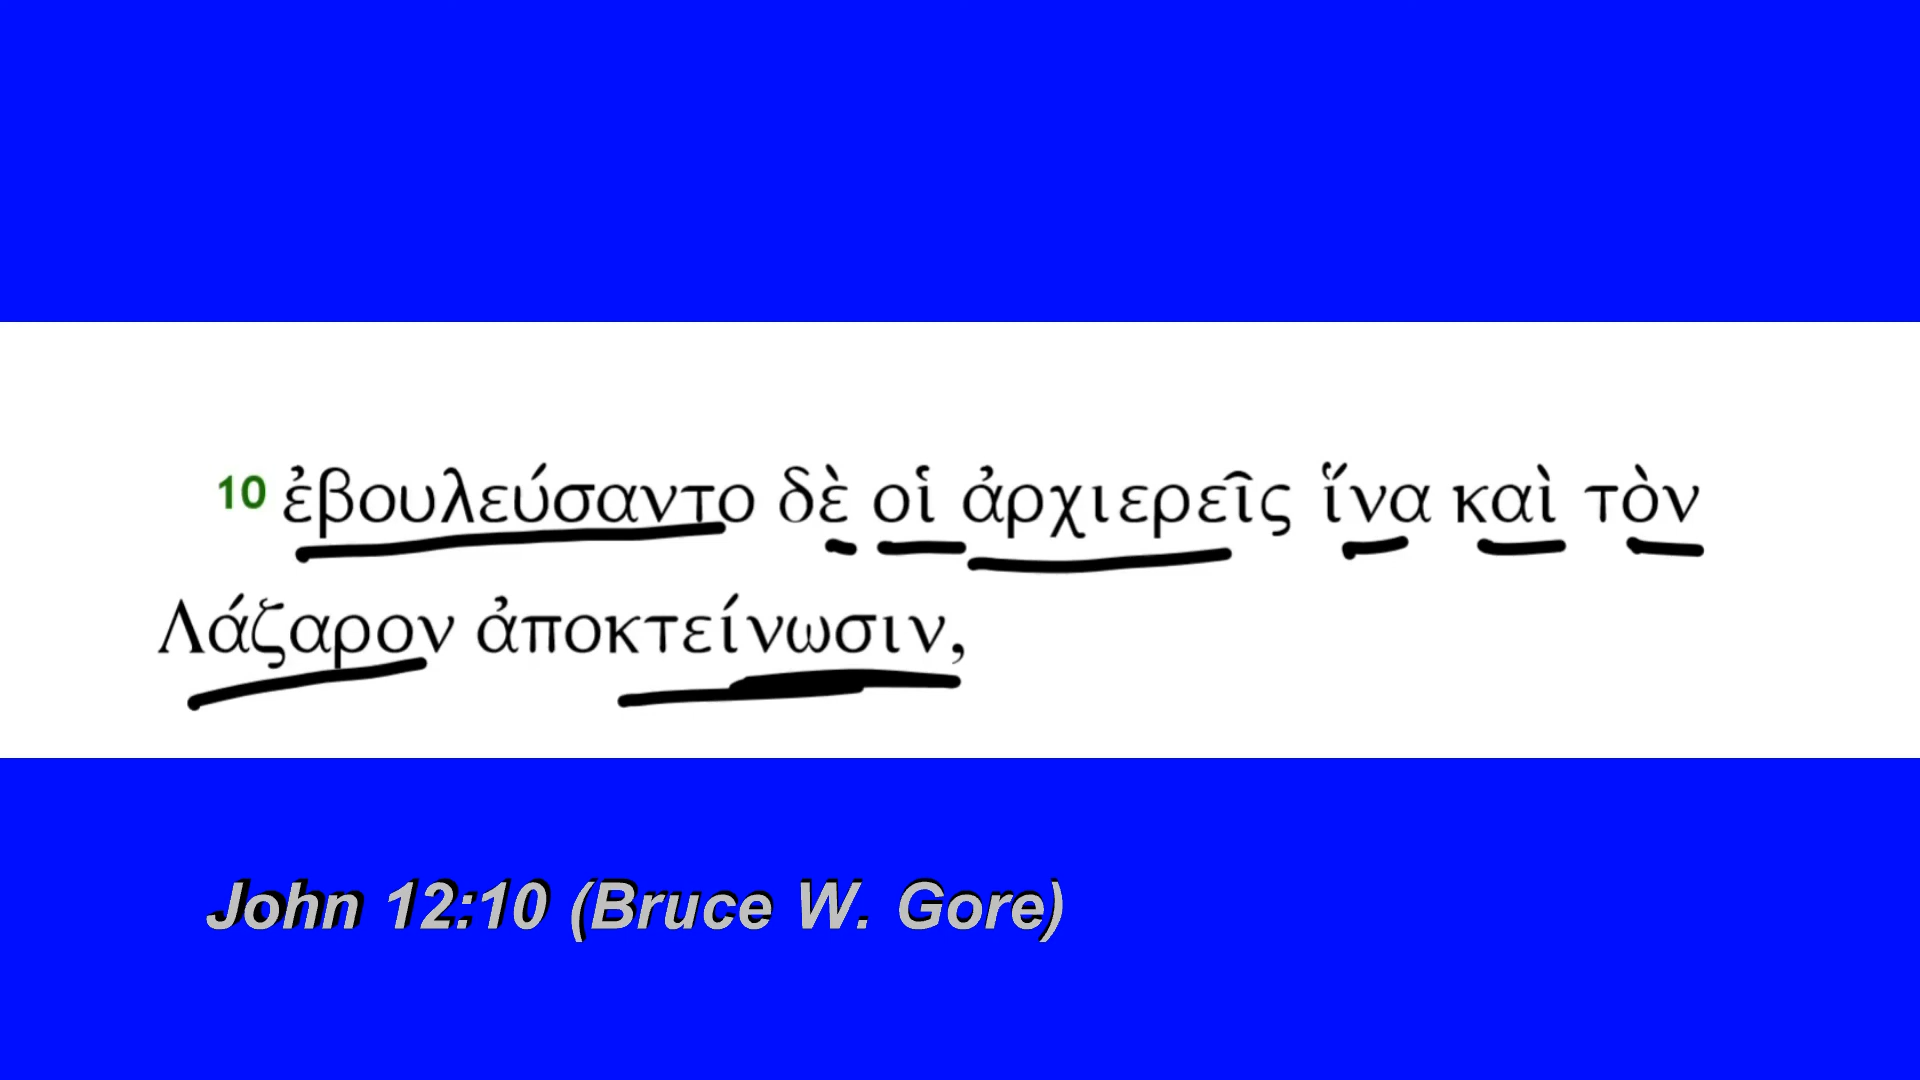 10 ἐβουλεύσαντο δὲ οἱ ἀρχιερεῖς ἵνα καὶ τὸν
Λάζαρον ἀποκτείνωσιν,
John 12:10 (Bruce W. Gore)